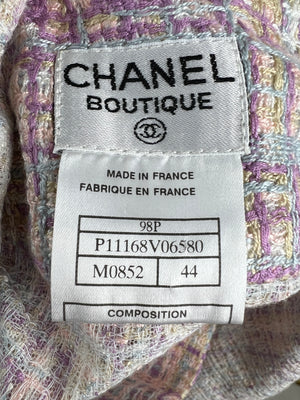 CHANEL
BOUTIQUE
MADE IN FRANCE
FABRIQUE EN FRANCE
98P
P11168V06580
M0852 44
COMPOSITION